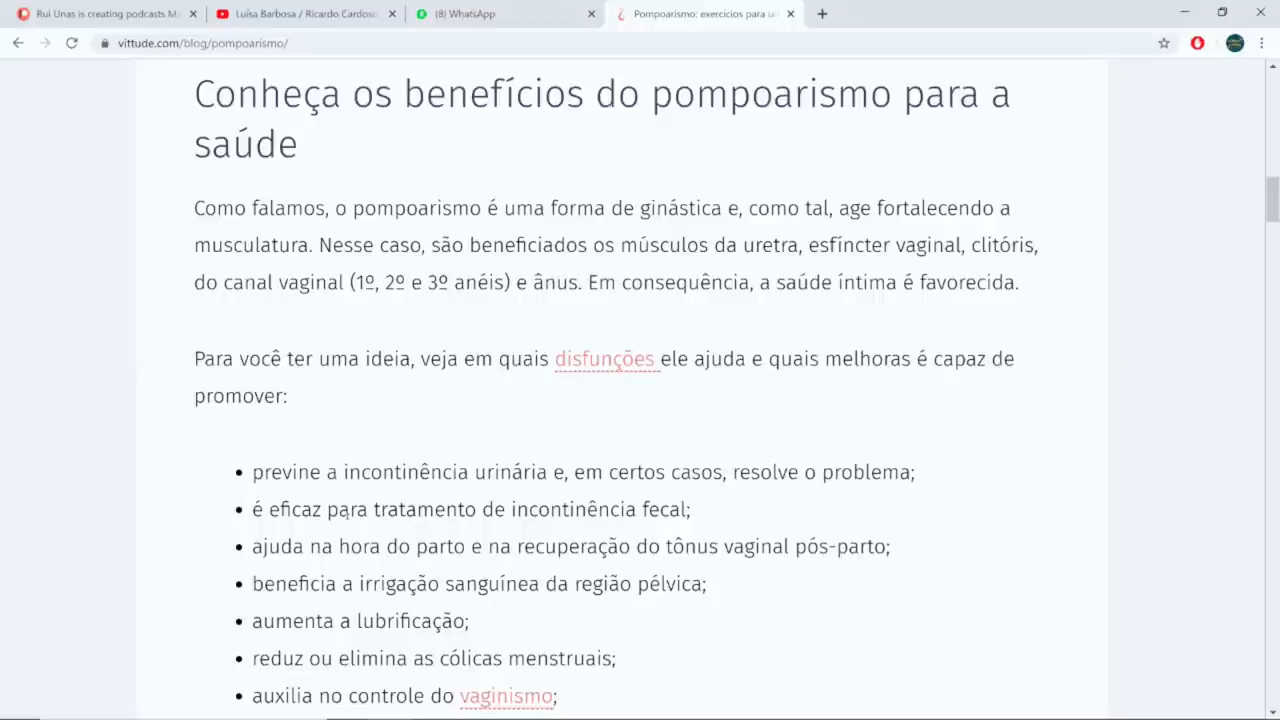 Rui Unas is creating podcasts M
Luísa Barbosa / Ricardo Cardoso
(8) WhatsApp
Pompoarismo: exercícios para u
vittude.com/blog/pompoarismo/
Conheça os benefícios do pompoarismo para a
saúde
Como falamos, o pompoarismo é uma forma de ginástica e, como tal, age fortalecendo a
musculatura. Nesse caso, são beneficiados os músculos da uretra, esfíncter vaginal, clitóris,
do canal vaginal (1º, 2º e 3º anéis) e ânus. Em consequência, a saúde íntima é favorecida.
Para você ter uma ideia, veja em quais disfunções ele ajuda e quais melhoras é capaz de
promover:
• previne a incontinência urinária e, em certos casos, resolve o problema;
• é eficaz para tratamento de incontinência fecal;
• ajuda na hora do parto e na recuperação do tônus vaginal pós-parto;
• beneficia a irrigação sanguínea da região pélvica;
• aumenta a lubrificação;
• reduz ou elimina as cólicas menstruais;
• auxilia no controle do vaginismo;